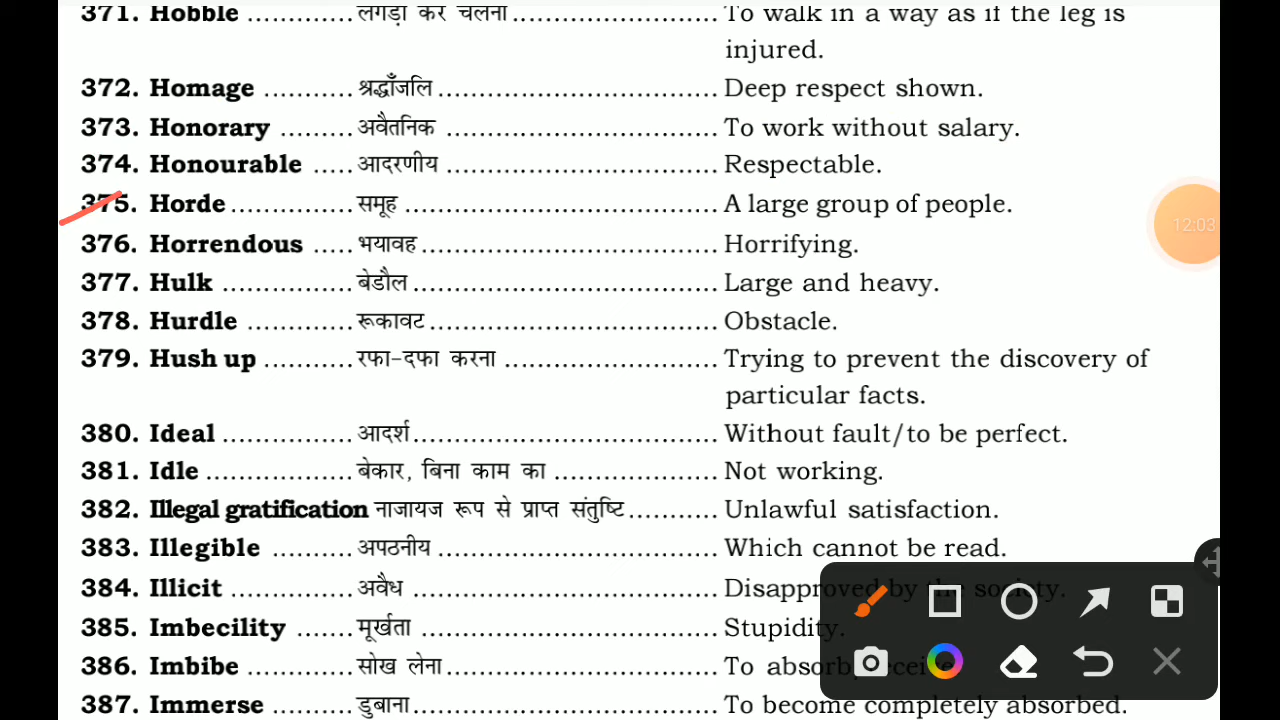 371. Hobble ............ लंगड़ा कर चलना ....................... To walk in a way as if the leg is
injured.
372. Homage ........... श्रद्धाँजलि ............................... Deep respect shown.
373. Honorary ......... अवैतनिक .............................. To work without salary.
374. Honourable ..... आदरणीय .............................. Respectable.
375. Horde ............... समूह ................................... A large group of people.
12:03
376. Horrendous ..... भयावह ................................. Horrifying.
377. Hulk ................ बेडौल .................................. Large and heavy.
378. Hurdle ............. रूकावट ................................ Obstacle.
379. Hush up ........... रफा-दफा करना ........................ Trying to prevent the discovery of
particular facts.
380. Ideal ................ आदर्श .................................. Without fault/to be perfect.
381. Idle .................. बेकार, बिना काम का .................. Not working.
382. Illegal gratification नाजायज रूप से प्राप्त संतुष्टि ........... Unlawful satisfaction.
383. Illegible ........... अपठनीय ............................... Which cannot be read.
384. Illicit ............... अवैध ................................... Disapproved by the society.
385. Imbecility ....... मूर्खता ................................. Stupidity.
386. Imbibe ............ सोख लेना .............................. To absorb,
387. Immerse ......... डुबाना .................................. To become completely absorbed.